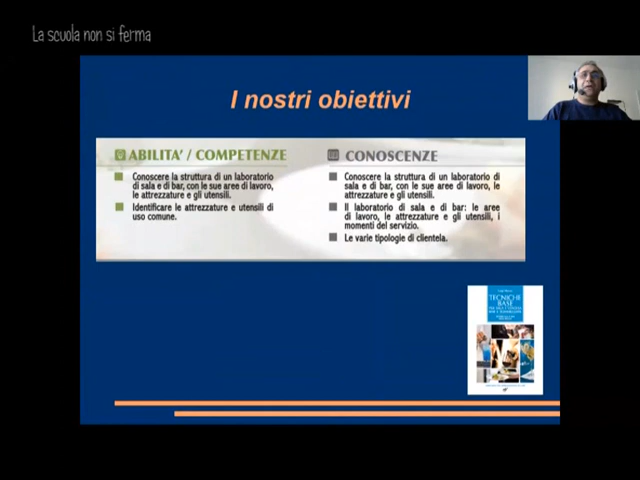 La scuola non si ferma
I nostri obiettivi
ABILITA' / COMPETENZE
Conoscere la struttura di un laboratorio
di sala e di bar, con le sue aree di lavoro,
le attrezzature e gli utensili.
Identificare le attrezzature e utensili di
uso comune.
CONOSCENZE
Conoscere la struttura di un laboratorio di
sala e di bar, con le sue aree di lavoro, le
attrezzature e gli utensili.
Il laboratorio di sala e di bar: le aree
di lavoro, le attrezzature e gli utensili, i
momenti del servizio.
Le varie tipologie di clientela.
TECNICHE
BASE